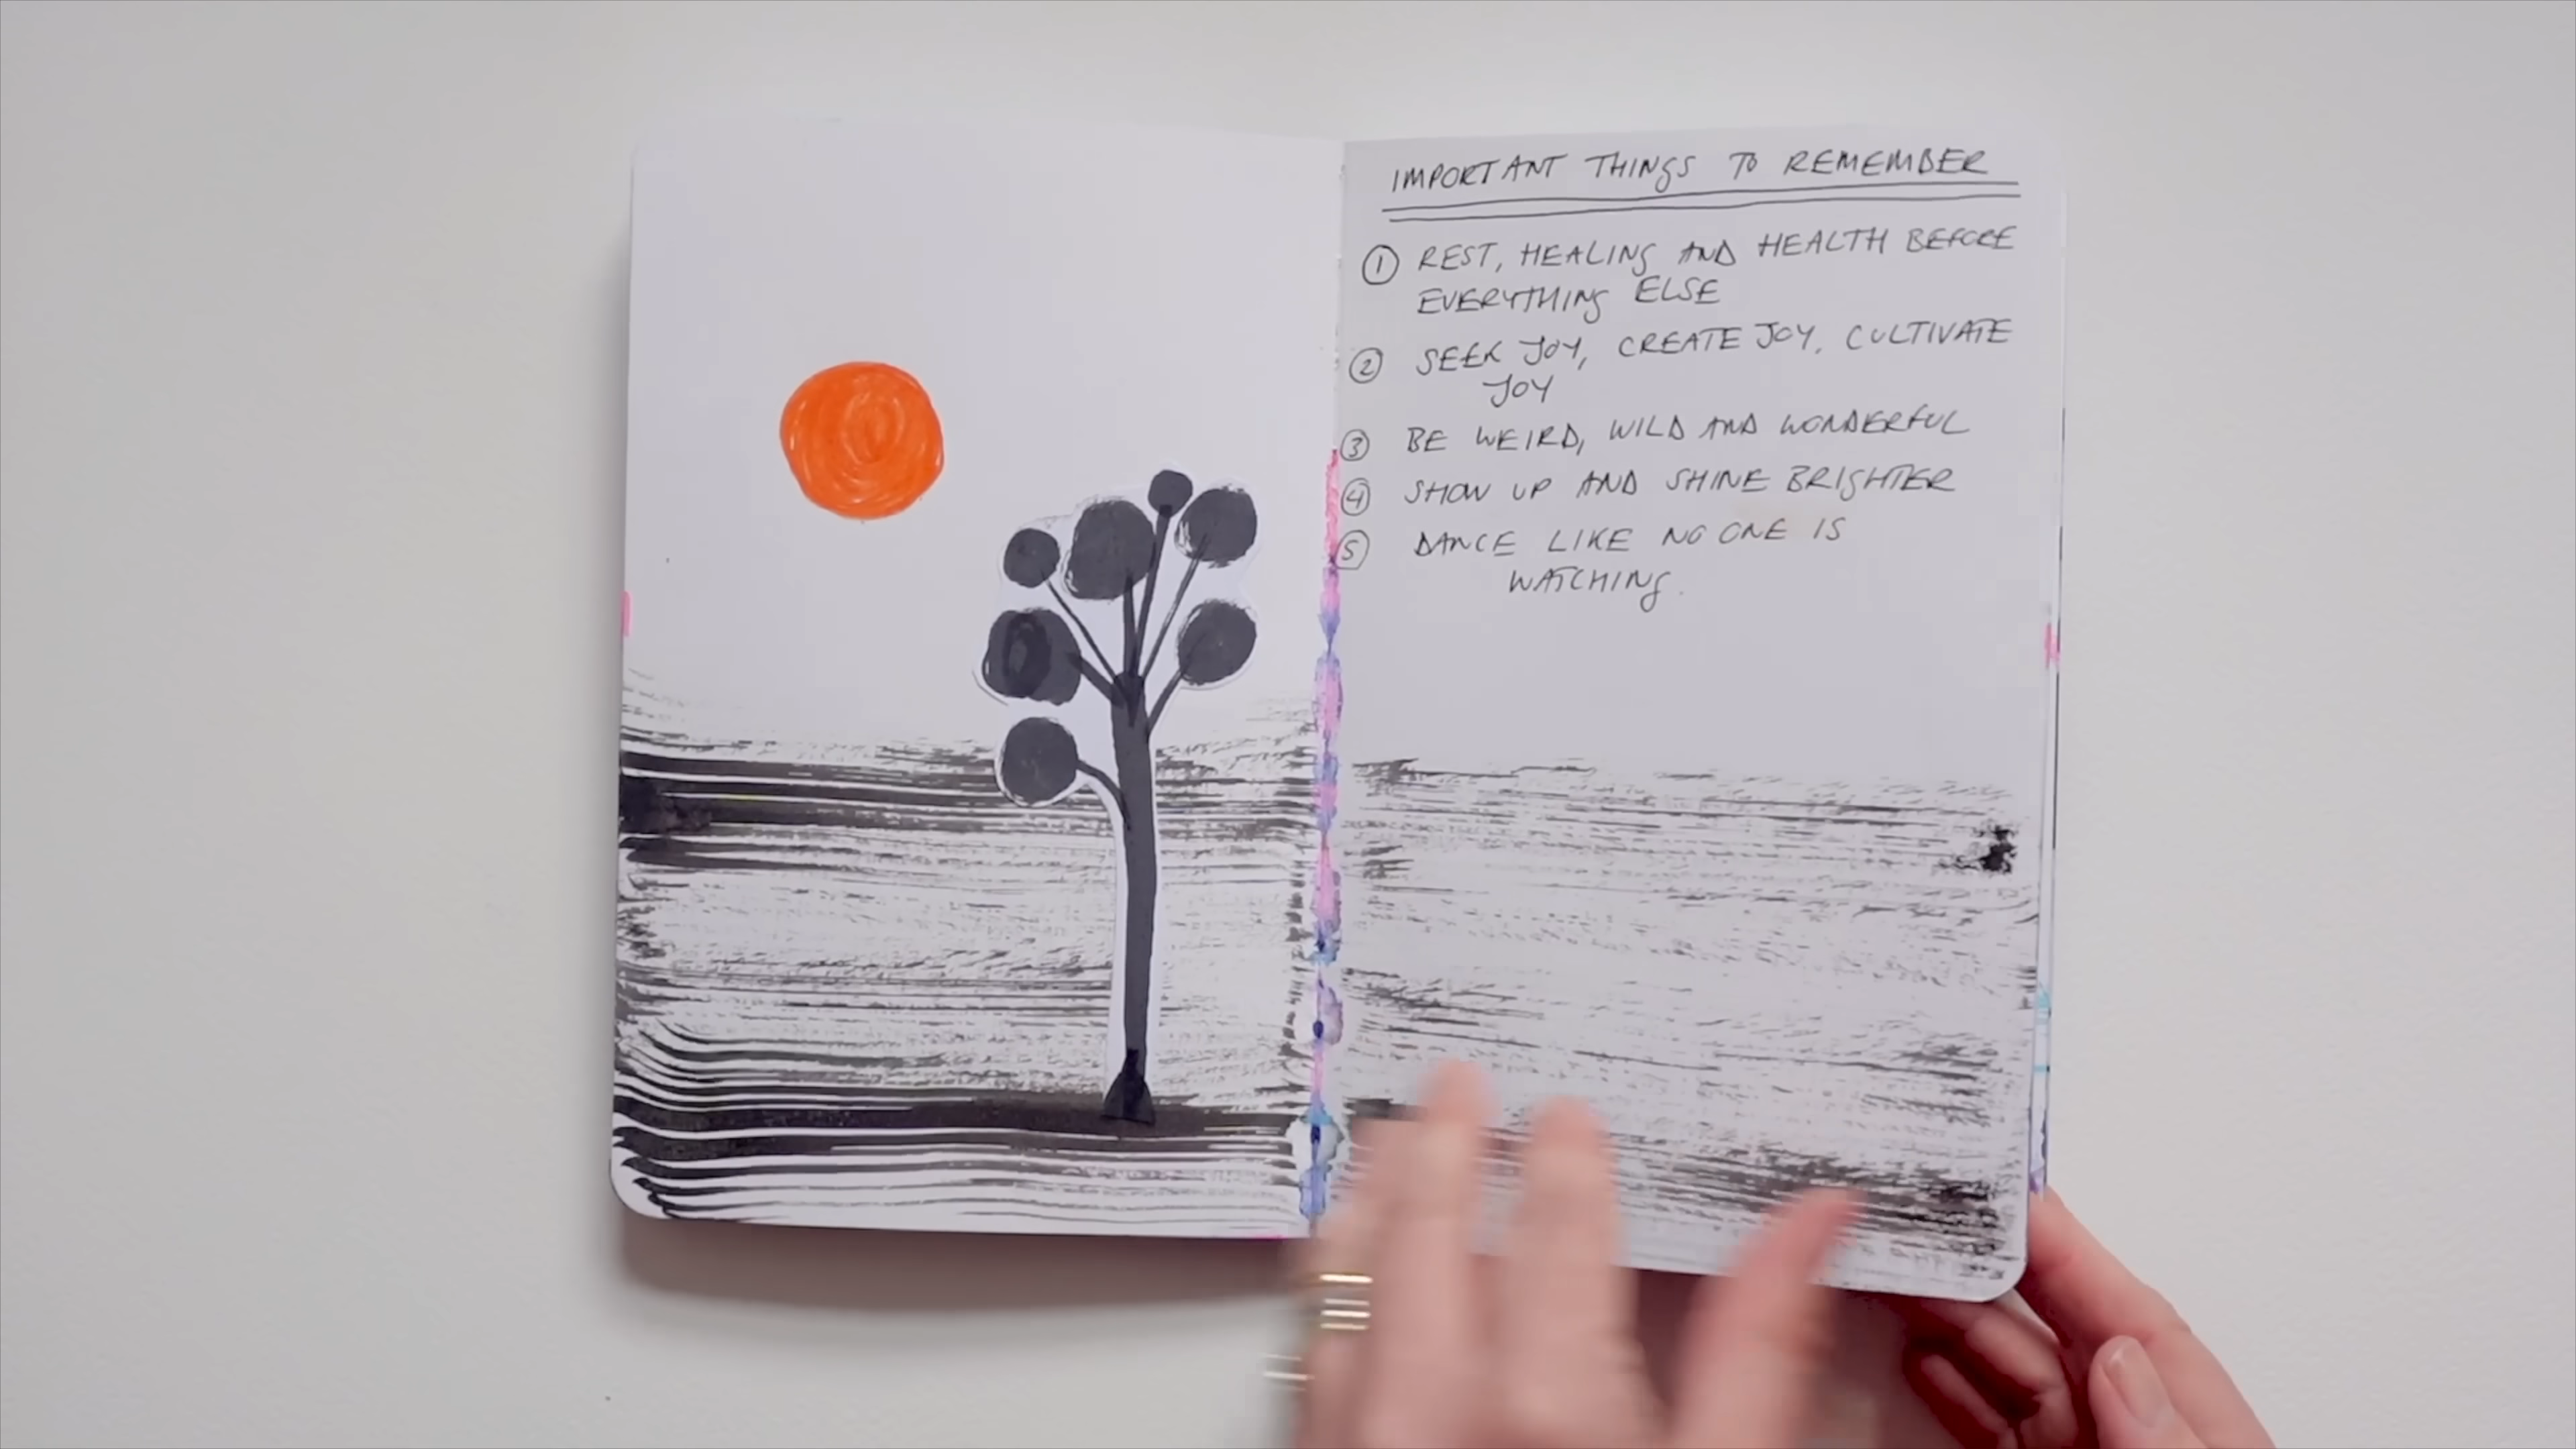 IMPORTANT THINGS TO REMEMBER
① REST, HEALING AND HEALTH BEFORE
EVERYTHING ELSE
② SEEK JOY, CREATE JOY, CULTIVATE
JOY
③ BE WEIRD, WILD AND WONDERFUL
④ SHOW UP AND SHINE BRIGHTER
⑤ DANCE LIKE NO ONE IS
WATCHING.